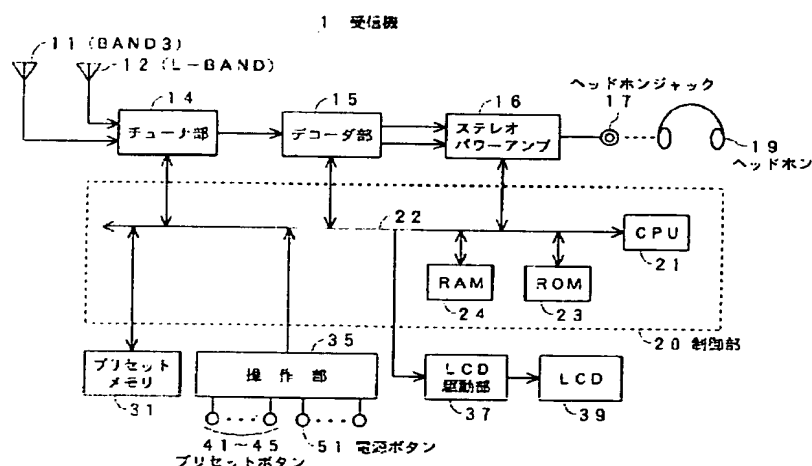 1 受信機
11(BAND3)
12(L-BAND)
14
チューナ部
15
デコーダ部
16
ステレオ
パワーアンプ
ヘッドホンジャック
17
19
ヘッドホン
22
CPU
21
RAM
24
ROM
23
20 制御部
プリセット
メモリ
31
35
操作部
41~45
プリセットボタン
51 電源ボタン
LCD
駆動部
37
LCD
39